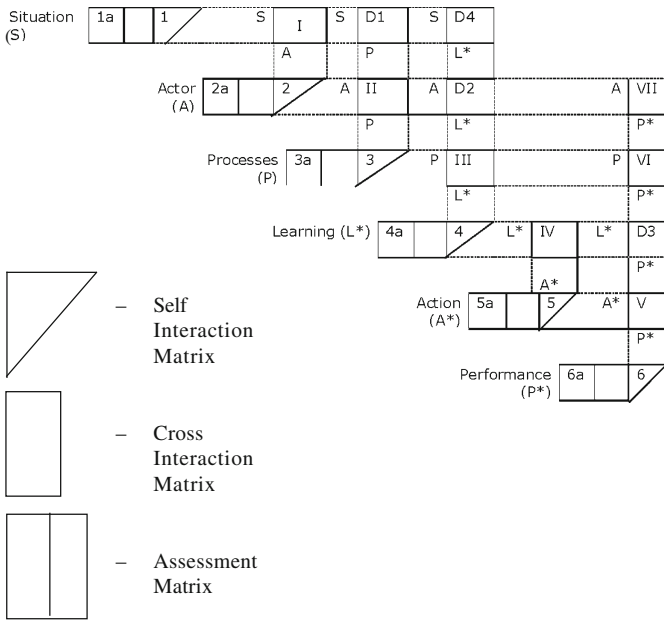 Situation 1a 1 S I S D1 S D4
(S) A P L*
Actor 2a 2 A II A D2 A VII
(A) P L* P*
Processes 3a 3 P III P VI
(P) L* P*
Learning (L*) 4a 4 L* IV L* D3
A* P*
Action 5a 5 A* V
(A*) P*
Performance 6a 6
(P*)
– Self
Interaction
Matrix
– Cross
Interaction
Matrix
– Assessment
Matrix